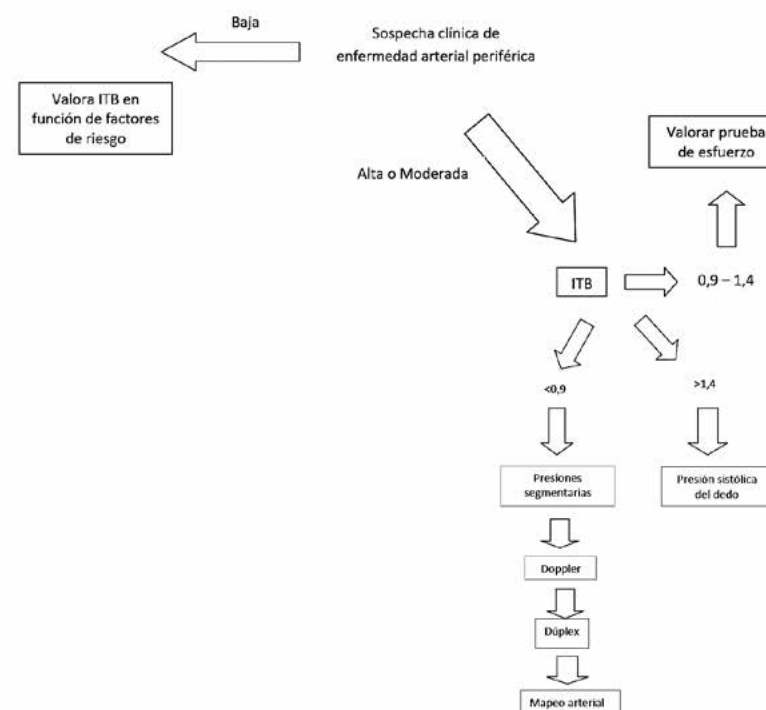 Baja
Sospecha clínica de
enfermedad arterial periférica
Valora ITB en
función de factores
de riesgo
Valorar prueba
de esfuerzo
Alta o Moderada
ITB
0,9 – 1,4
<0,9
>1,4
Presiones
segmentarias
Presión sistólica
del dedo
Doppler
Dúplex
Mapeo arterial